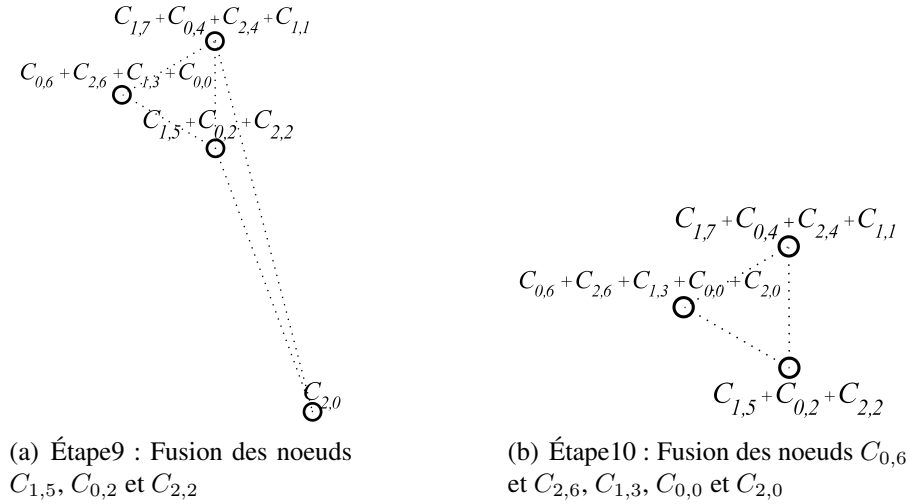 C1,7 + C0,4 + C2,4 + C1,1
C0,6 + C2,6 + C1,3 + C0,0
C1,5 + C0,2 + C2,2
C2,0
(a) Étape9 : Fusion des noeuds
C1,5, C0,2 et C2,2
C1,7 + C0,4 + C2,4 + C1,1
C0,6 + C2,6 + C1,3 + C0,0 + C2,0
C1,5 + C0,2 + C2,2
(b) Étape10 : Fusion des noeuds C0,6
et C2,6, C1,3, C0,0 et C2,0